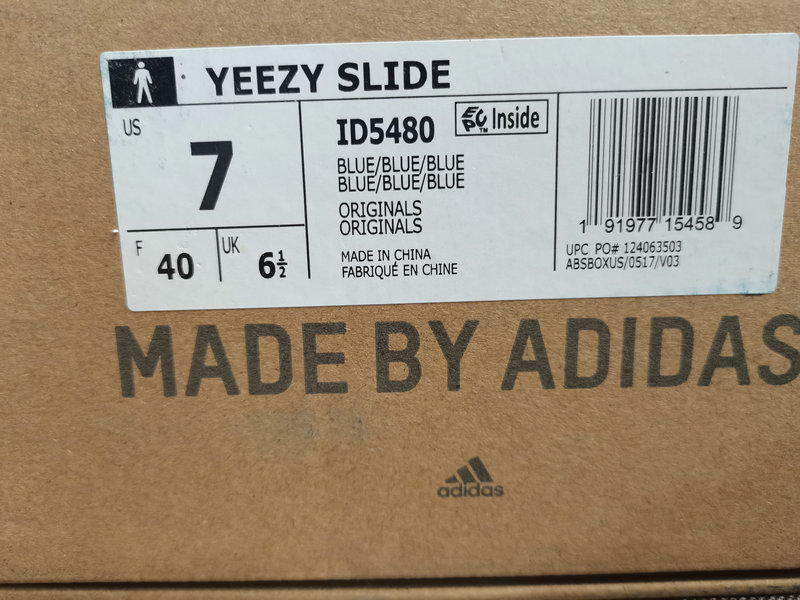 YEEZY SLIDE
US
7
F
40
UK
6½
ID5480
EPC™ Inside
BLUE/BLUE/BLUE
BLUE/BLUE/BLUE
ORIGINALS
ORIGINALS
MADE IN CHINA
FABRIQUÉ EN CHINE
1 91977 15458 9
UPC PO# 124063503
ABSBOXUS/0517/V03
MADE BY ADIDAS
adidas